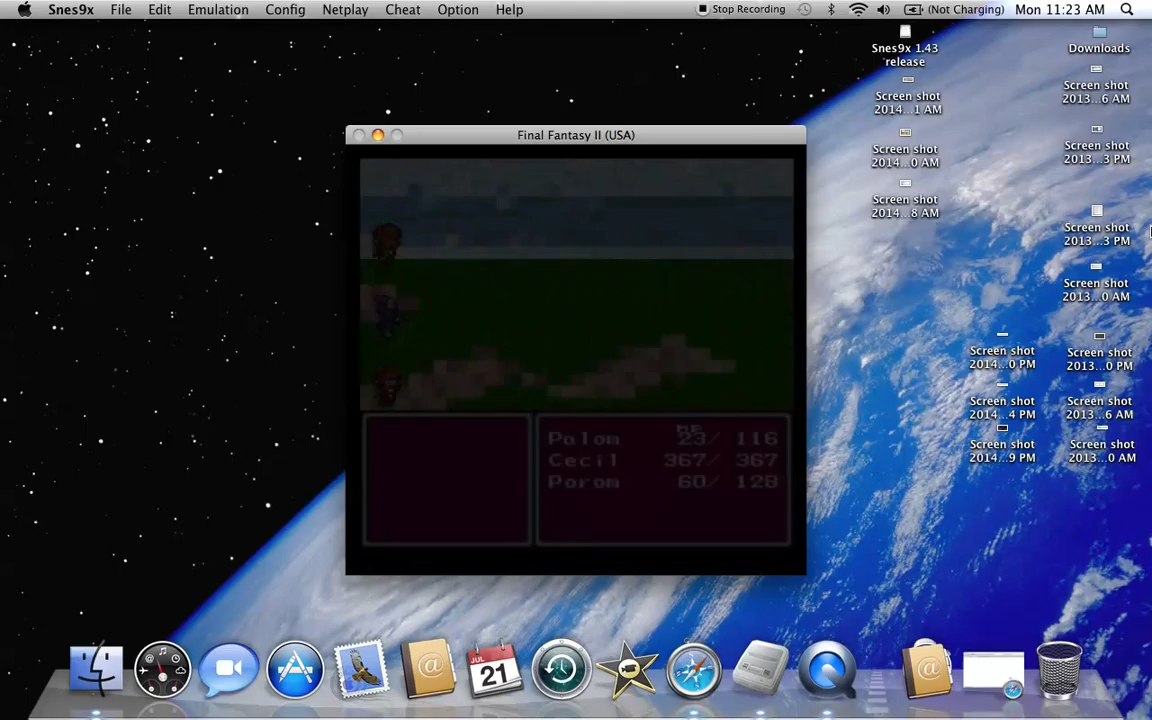 Snes9x File Edit Emulation Config Netplay Cheat Option Help Stop Recording (Not Charging) Mon 11:23 AM
Snes9x 1.43
release
Downloads
Screen shot
2013...6 AM
Screen shot
2014...1 AM
Final Fantasy II (USA)
Screen shot
2014...0 AM
Screen shot
2013...3 PM
Screen shot
2014...8 AM
Screen shot
2013...3 PM
Screen shot
2013...0 AM
Screen shot
2014...0 PM
Screen shot
2013...0 PM
Screen shot
2014...4 PM
Screen shot
2013...6 AM
Screen shot
2014...9 PM
Screen shot
2013...0 AM
Palom 23/ 116
Cecil 367/ 367
Porom 60/ 128
JUL
21